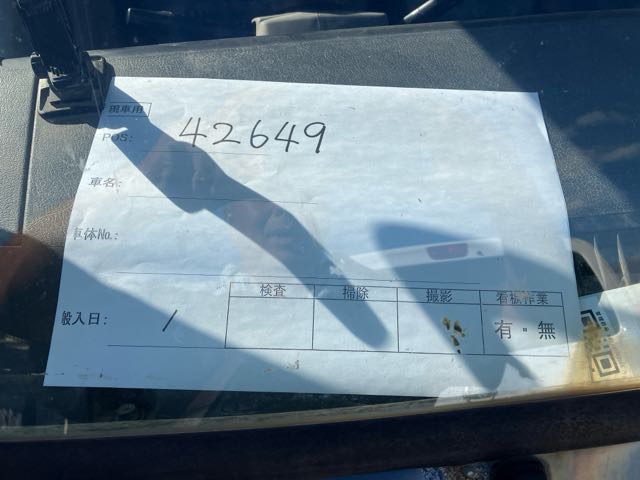 現車用
POS: 42649
車名:
車体No.:
搬入日: /
検査 掃除 撮影 看板作業
有・無